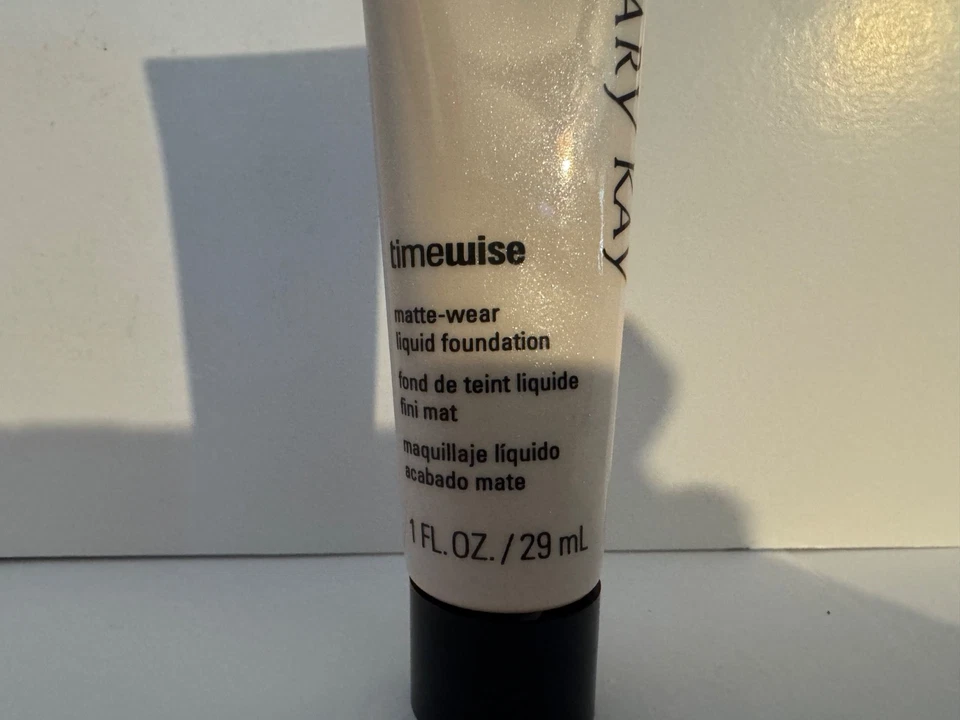 ARY KAY
timewise
matte-wear
liquid foundation
fond de teint liquide
fini mat
maquillaje líquido
acabado mate
1 FL. OZ. / 29 mL